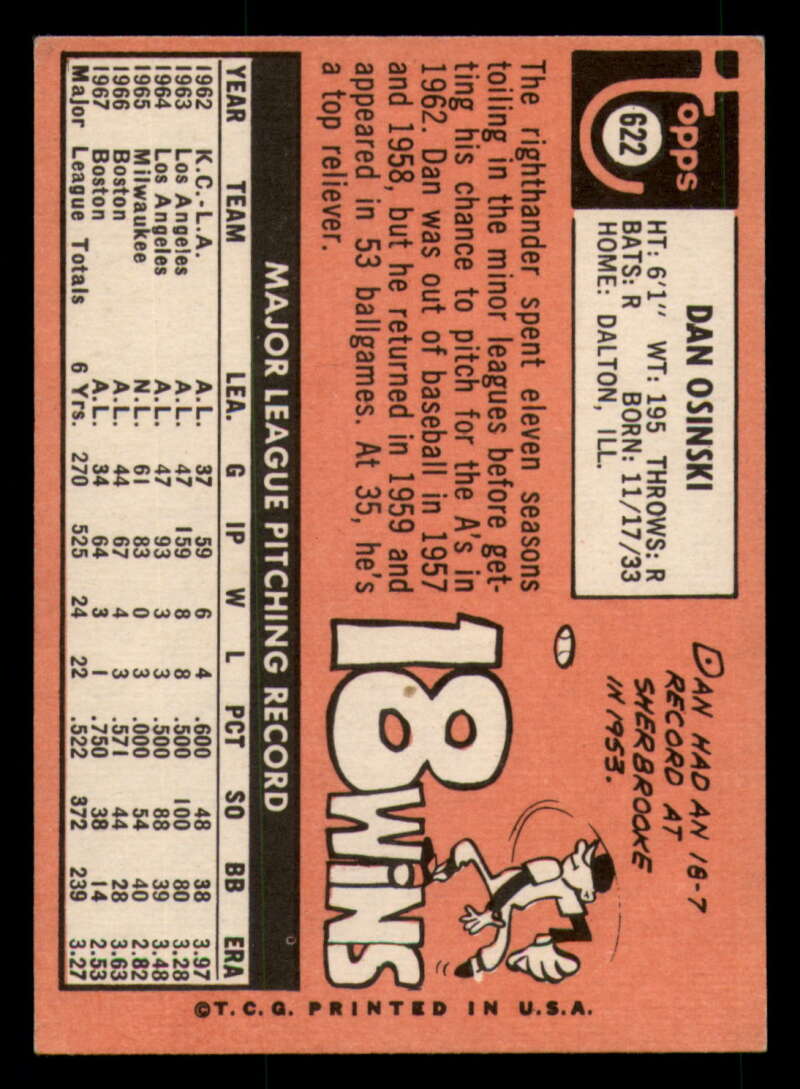 Topps
622
DAN OSINSKI
HT: 6'1" WT: 195 THROWS: R
BATS: R BORN: 11/17/33
HOME: DALTON, ILL.
The righthander spent eleven seasons
toiling in the minor leagues before get-
ting his chance to pitch for the A's in
1962. Dan was out of baseball in 1957
and 1958, but he returned in 1959 and
appeared in 53 ballgames. At 35, he's
a top reliever.
DAN HAD AN 18-7
RECORD AT
SHERBROOKE
IN 1953.
18
WINS
MAJOR LEAGUE PITCHING RECORD
YEAR TEAM LEA. G IP W L PCT SO BB ERA
1962 K.C.-L.A. A.L. 37 59 6 4 .600 48 38 3.97
1963 Los Angeles A.L. 47 159 8 8 .500 100 80 3.28
1964 Los Angeles A.L. 47 93 3 3 .500 88 39 3.48
1965 Milwaukee N.L. 61 83 0 3 .000 54 40 2.82
1966 Boston A.L. 44 67 4 3 .571 44 28 3.63
1967 Boston A.L. 34 64 3 1 .750 38 14 2.53
Major League Totals 6 Yrs. 270 525 24 22 .522 372 239 3.27
©T.C.G. PRINTED IN U.S.A.